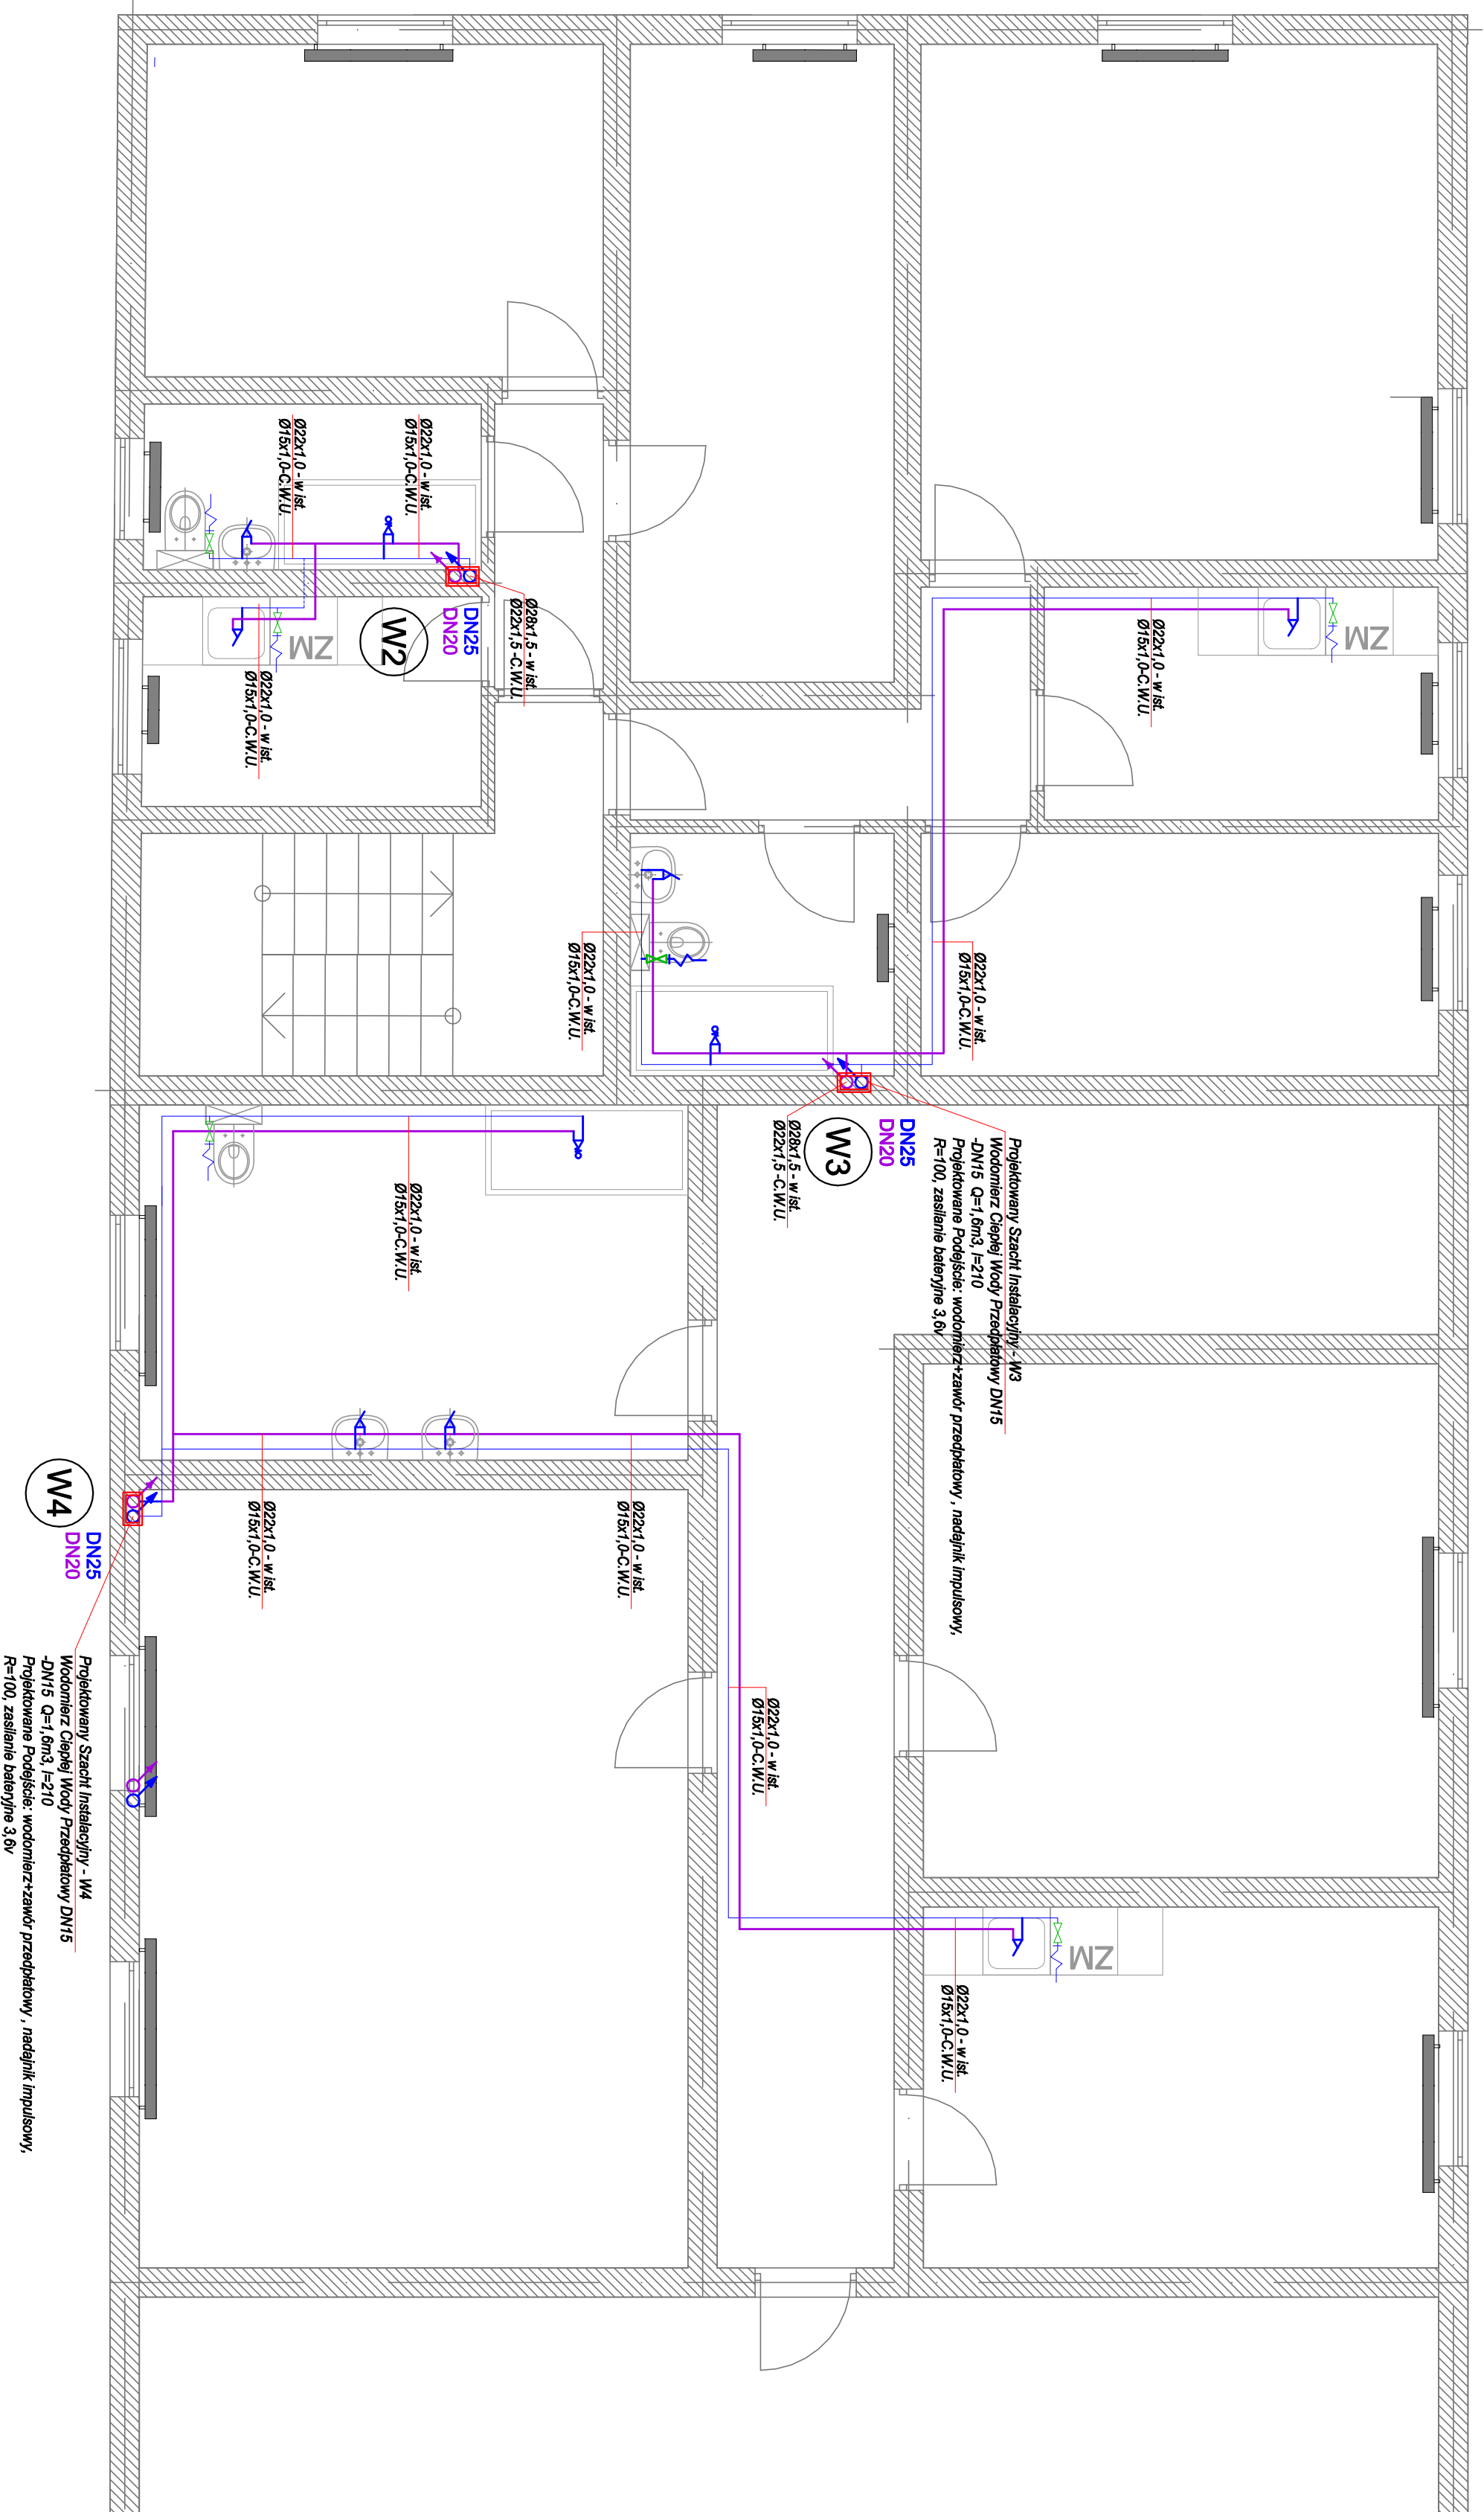 Ø22x1,0 - w ist.
Ø15x1,0-C.W.U.
ZM
Ø22x1,0 - w ist.
Ø15x1,0-C.W.U.
Ø22x1,0 - w ist.
Ø15x1,0-C.W.U.
Ø22x1,0 - w ist.
Ø15x1,0-C.W.U.
Ø28x1,5 - w ist.
Ø22x1,5 -C.W.U.
DN25
DN20
W2
ZM
Ø22x1,0 - w ist.
Ø15x1,0-C.W.U.
Ø22x1,0 - w ist.
Ø15x1,0-C.W.U.
Ø22x1,0 - w ist.
Ø15x1,0-C.W.U.
Projektowany Szacht Instalacyjny - W3
Wodomierz Ciepłej Wody Przedpłatowy DN15
-DN15 Q=1,6m3, l=210
Projektowane Podejście: wodomierz+zawór przedpłatowy , nadajnik impulsowy,
R=100, zasilanie bateryjne 3,6v
DN25
DN20
W3
Ø28x1,5 - w ist.
Ø22x1,5 -C.W.U.
Ø22x1,0 - w ist.
Ø15x1,0-C.W.U.
Ø22x1,0 - w ist.
Ø15x1,0-C.W.U.
Ø22x1,0 - w ist.
Ø15x1,0-C.W.U.
Ø22x1,0 - w ist.
Ø15x1,0-C.W.U.
ZM
Ø22x1,0 - w ist.
Ø15x1,0-C.W.U.
W4
DN25
DN20
Projektowany Szacht Instalacyjny - W4
Wodomierz Ciepłej Wody Przedpłatowy DN15
-DN15 Q=1,6m3, l=210
Projektowane Podejście: wodomierz+zawór przedpłatowy , nadajnik impulsowy,
R=100, zasilanie bateryjne 3,6v